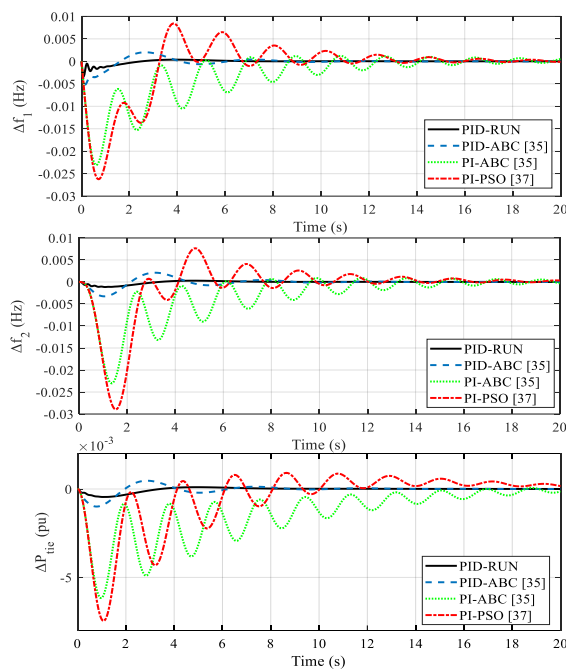 0.01
0.005
0
-0.005
-0.01
-0.015
-0.02
-0.025
-0.03
Δf1 (Hz)
PID-RUN
PID-ABC [35]
PI-ABC [35]
PI-PSO [37]
0 2 4 6 8 10 12 14 16 18 20
Time (s)
0.01
0.005
0
-0.005
-0.01
-0.015
-0.02
-0.025
-0.03
Δf2 (Hz)
PID-RUN
PID-ABC [35]
PI-ABC [35]
PI-PSO [37]
0 2 4 6 8 10 12 14 16 18 20
Time (s)
×10-3
0
-5
ΔPtie (pu)
PID-RUN
PID-ABC [35]
PI-ABC [35]
PI-PSO [37]
0 2 4 6 8 10 12 14 16 18 20
Time (s)